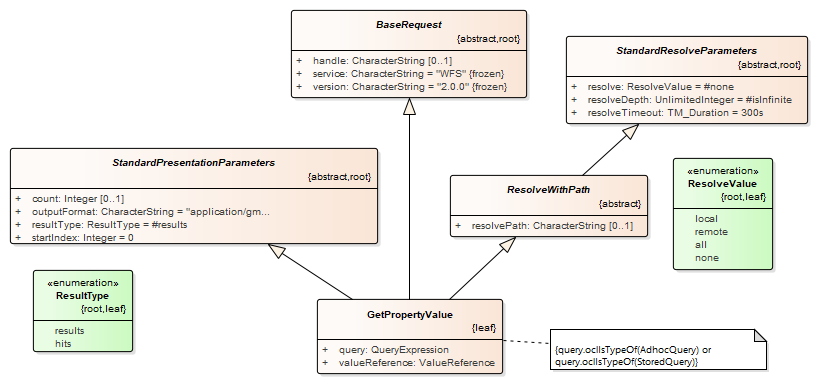 BaseRequest
{abstract,root}
+ handle: CharacterString [0..1]
+ service: CharacterString = "WFS" {frozen}
+ version: CharacterString = "2.0.0" {frozen}
StandardResolveParameters
{abstract,root}
+ resolve: ResolveValue = #none
+ resolveDepth: UnlimitedInteger = #isInfinite
+ resolveTimeout: TM_Duration = 300s
StandardPresentationParameters
{abstract,root}
+ count: Integer [0..1]
+ outputFormat: CharacterString = "application/gm...
+ resultType: ResultType = #results
+ startIndex: Integer = 0
ResolveWithPath
{abstract}
+ resolvePath: CharacterString [0..1]
«enumeration»
ResolveValue
{root,leaf}
local
remote
all
none
«enumeration»
ResultType
{root,leaf}
results
hits
GetPropertyValue
{leaf}
+ query: QueryExpression
+ valueReference: ValueReference
{query.oclIsTypeOf(AdhocQuery) or
query.oclIsTypeOf(StoredQuery)}